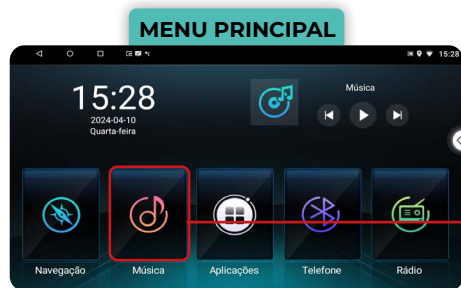 MENU PRINCIPAL
15:28
15:28
2024-04-10
Quarta-feira
Música
Navegação
Música
Aplicações
Telefone
Rádio